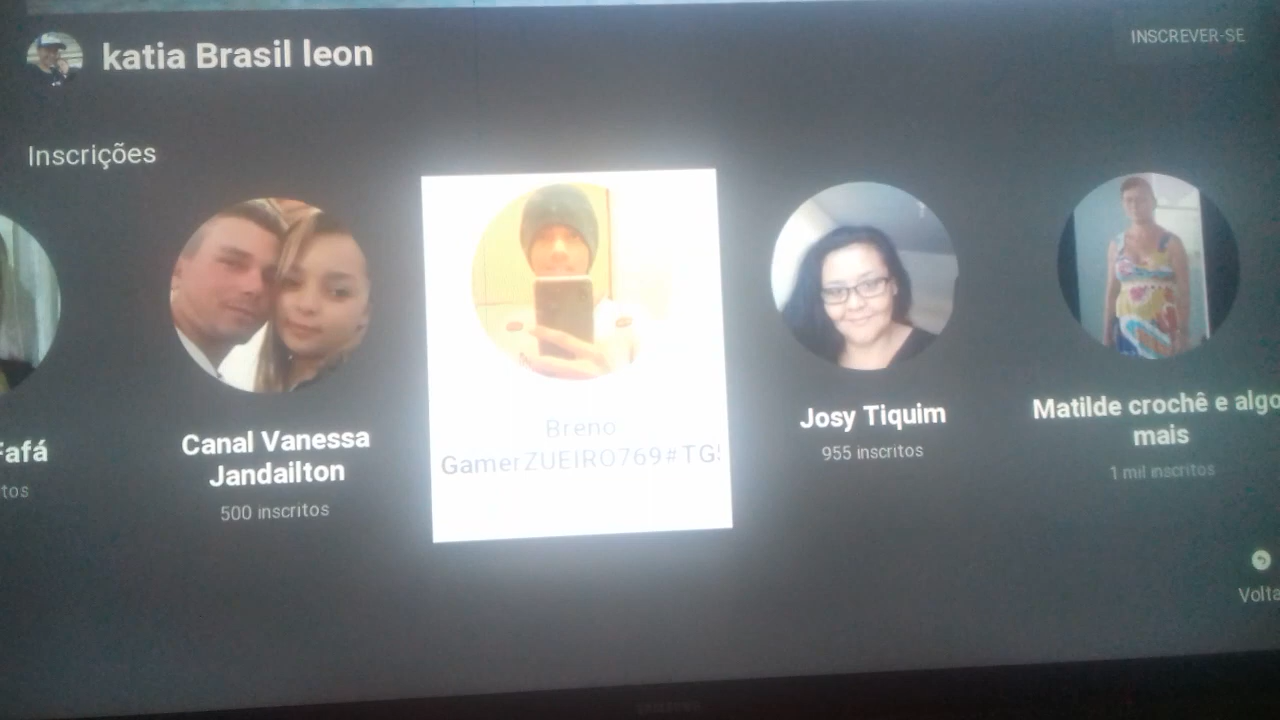 katia Brasil leon
INSCREVER-SE
Inscrições
Fafá
tos
Canal Vanessa
Jandailton
500 inscritos
Breno
GamerZUEIRO769#TG
Josy Tiquim
955 inscritos
Matilde crochê e algo
mais
1 mil inscritos
Volta